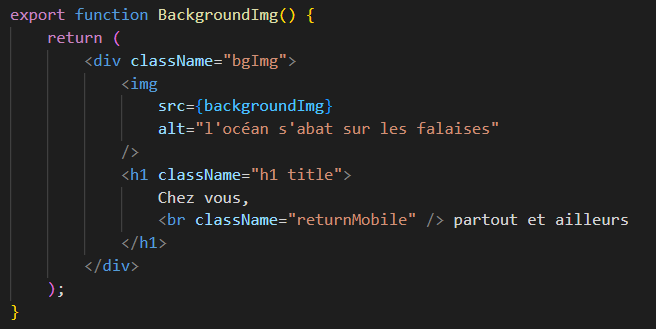 export function BackgroundImg() {
    return (
        <div className="bgImg">
            <img
                src={backgroundImg}
                alt="l'océan s'abat sur les falaises"
            />
            <h1 className="h1 title">
                Chez vous,
                <br className="returnMobile" /> partout et ailleurs
            </h1>
        </div>
    );
}